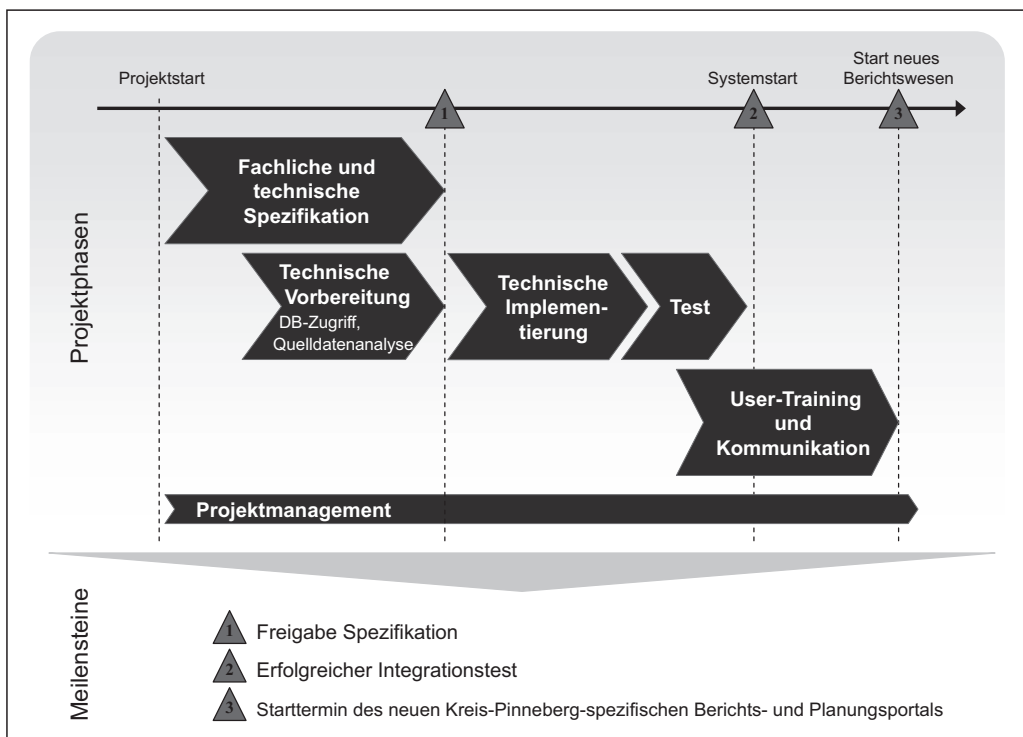 Projektstart
Systemstart
Start neues
Berichtswesen
1
2
3
Projektphasen
Fachliche und
technische
Spezifikation
Technische
Vorbereitung
DB-Zugriff,
Quelldatenanalyse
Technische
Implemen-
tierung
Test
User-Training
und
Kommunikation
Projektmanagement
Meilensteine
1 Freigabe Spezifikation
2 Erfolgreicher Integrationstest
3 Starttermin des neuen Kreis-Pinneberg-spezifischen Berichts- und Planungsportals